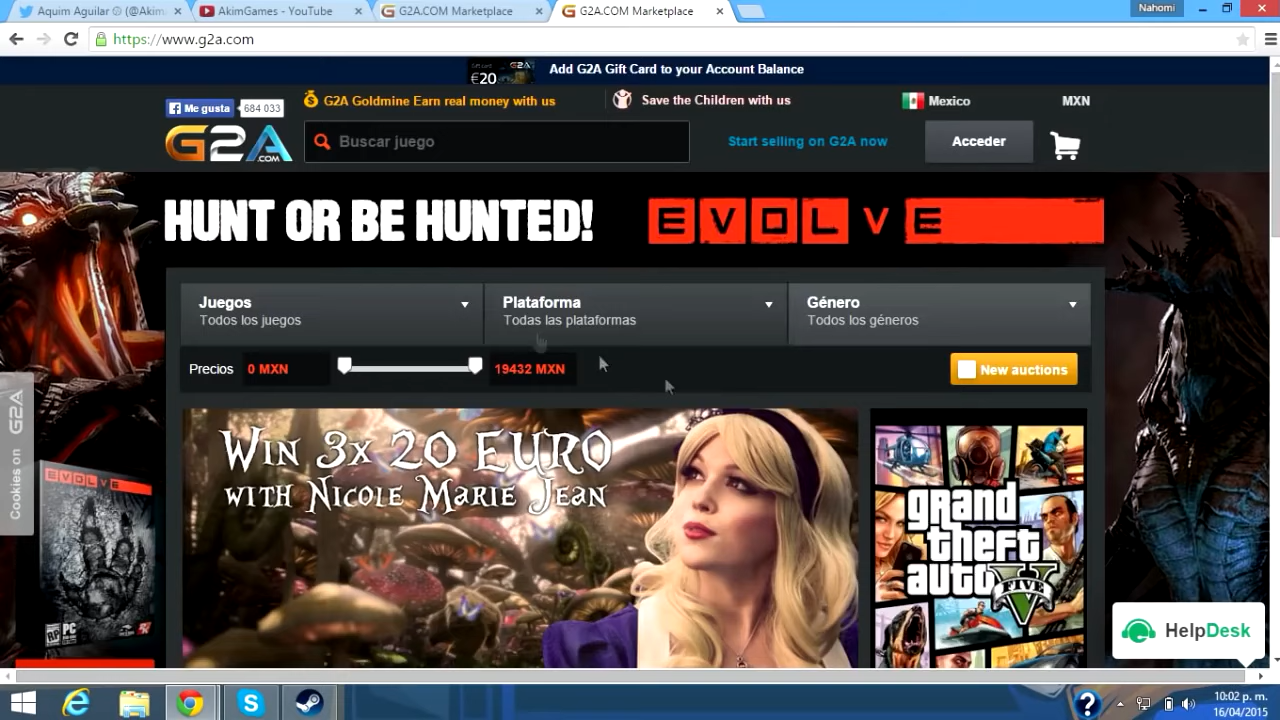 Aquim Aguilar ☺ (@Akim
AkimGames - YouTube
G2A.COM Marketplace
G2A.COM Marketplace
Nahomi
https://www.g2a.com
€20
G2A
Add G2A Gift Card to your Account Balance
Me gusta
684 033
G2A Goldmine Earn real money with us
Save the Children with us
Mexico
MXN
G2A.COM
Buscar juego
Start selling on G2A now
Acceder
HUNT OR BE HUNTED!
EVOLVE
Juegos
Todos los juegos
Plataforma
Todas las plataformas
Género
Todos los géneros
Precios
0 MXN
19432 MXN
New auctions
Cookies on G2A
WIN 3X 20 EURO
WITH NICOLE MARIE JEAN
grand
theft
auto
FIVE
EVOLVE
RP
PC
2K
HelpDesk
10:02 p. m.
16/04/2015